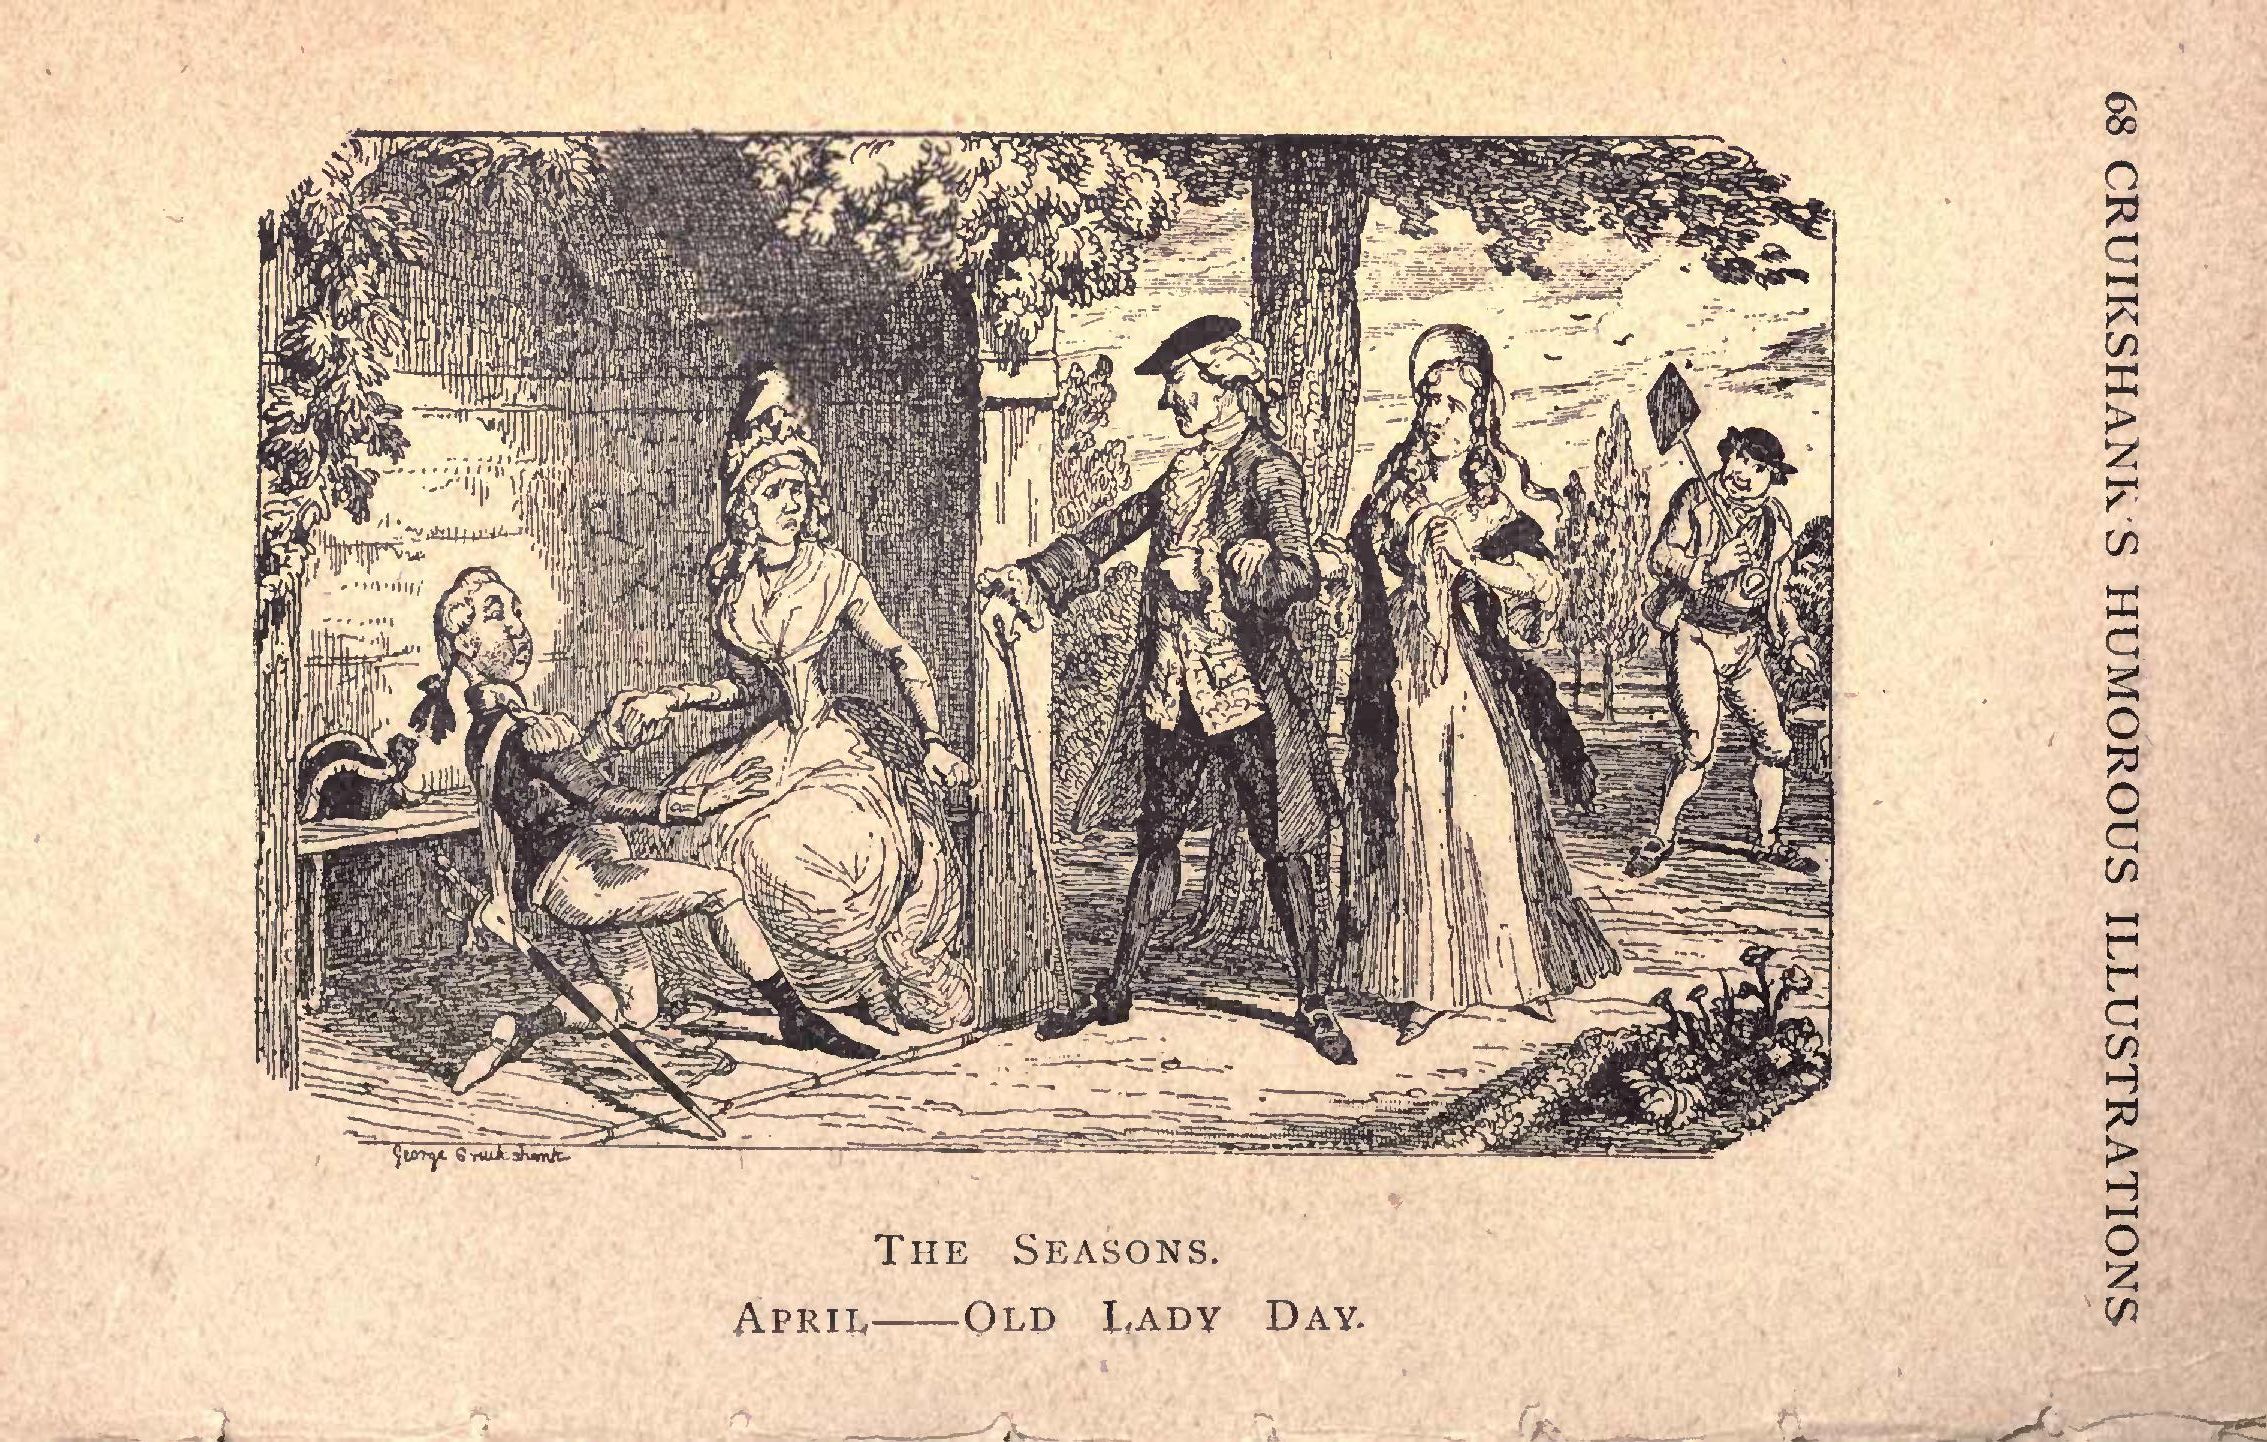 68 CRUIKSHANK'S HUMOROUS ILLUSTRATIONS
George Cruikshank
THE SEASONS.
APRIL——OLD LADY DAY.